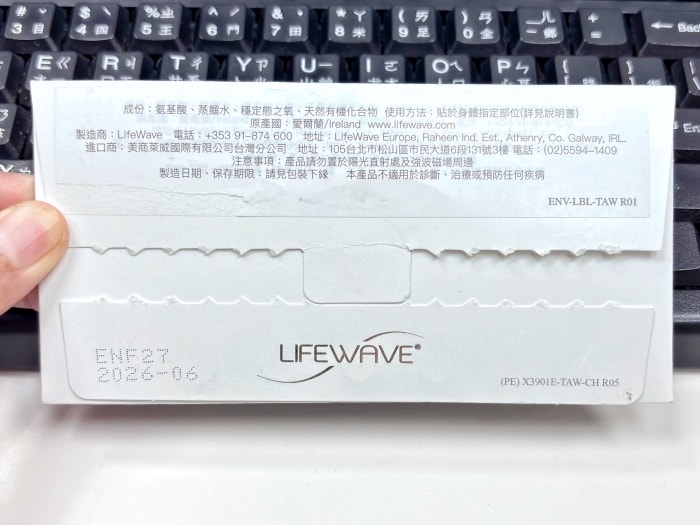 # 3 ˇ ㄓ
成份：氨基酸、蒸餾水、穩定態之氧、天然有機化合物 使用方法：貼於身體指定部位(詳見說明書)
原產國：愛爾蘭/Ireland www.lifewave.com
製造商：LifeWave 電話：+353 91-874 600 地址：LifeWave Europe, Raheen Ind. Est., Athenry, Co. Galway, IRL.
進口商：美商萊威國際有限公司台灣分公司 地址：105台北市松山區市民大道6段131號3樓 電話：(02)5594-1409
注意事項：產品請勿置於陽光直射處及強波磁場周邊
製造日期、保存期限：請見包裝下緣 本產品不適用於診斷、治療或預防任何疾病
ENV-LBL-TAW R01
ENF27
2026-06
LIFEWAVE®
(PE) X3901E-TAW-CH R05